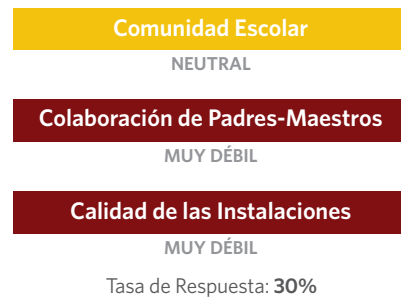 Comunidad Escolar
NEUTRAL
Colaboración de Padres-Maestros
MUY DÉBIL
Calidad de las Instalaciones
MUY DÉBIL
Tasa de Respuesta: 30%